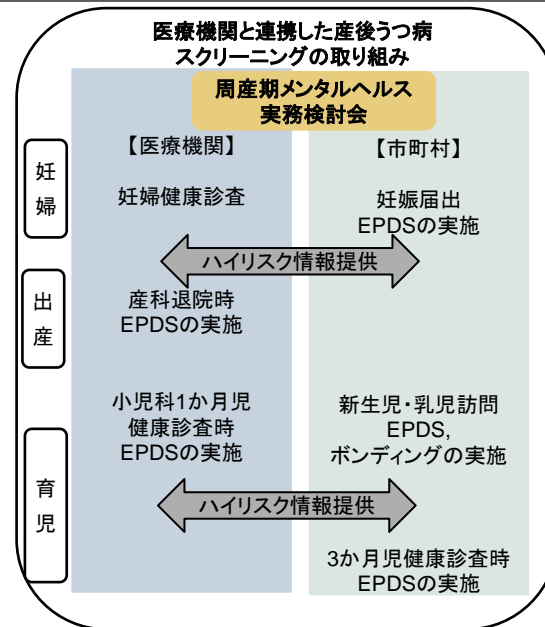 医療機関と連携した産後うつ病
スクリーニングの取り組み
周産期メンタルヘルス
実務検討会
【医療機関】
【市町村】
妊婦
妊婦健康診査
妊娠届出
EPDSの実施
ハイリスク情報提供
出産
産科退院時
EPDSの実施
小児科1か月児
健康診査時
EPDSの実施
新生児・乳児訪問
EPDS,
ボンディングの実施
育児
ハイリスク情報提供
3か月児健康診査時
EPDSの実施